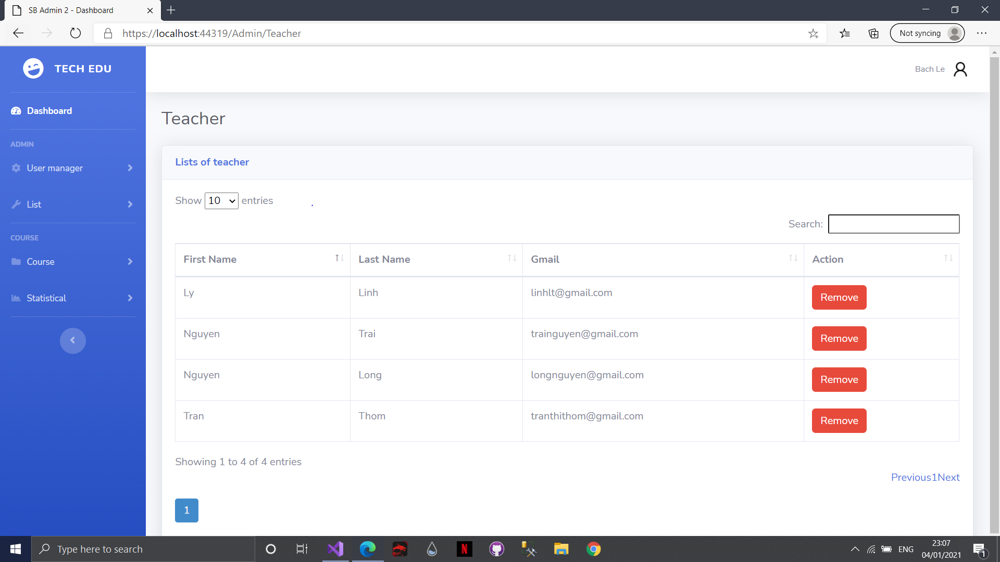 SB Admin 2 - Dashboard
https://localhost:44319/Admin/Teacher
Not syncing
TECH EDU
Bach Le
Dashboard
ADMIN
User manager
List
COURSE
Course
Statistical
Teacher
Lists of teacher
Show 10 entries
Search:
First Name Last Name Gmail Action
Ly Linh linhlt@gmail.com Remove
Nguyen Trai trainguyen@gmail.com Remove
Nguyen Long longnguyen@gmail.com Remove
Tran Thom tranthithom@gmail.com Remove
Showing 1 to 4 of 4 entries
Previous1Next
1
Type here to search
N
ENG
23:07
04/01/2021
1